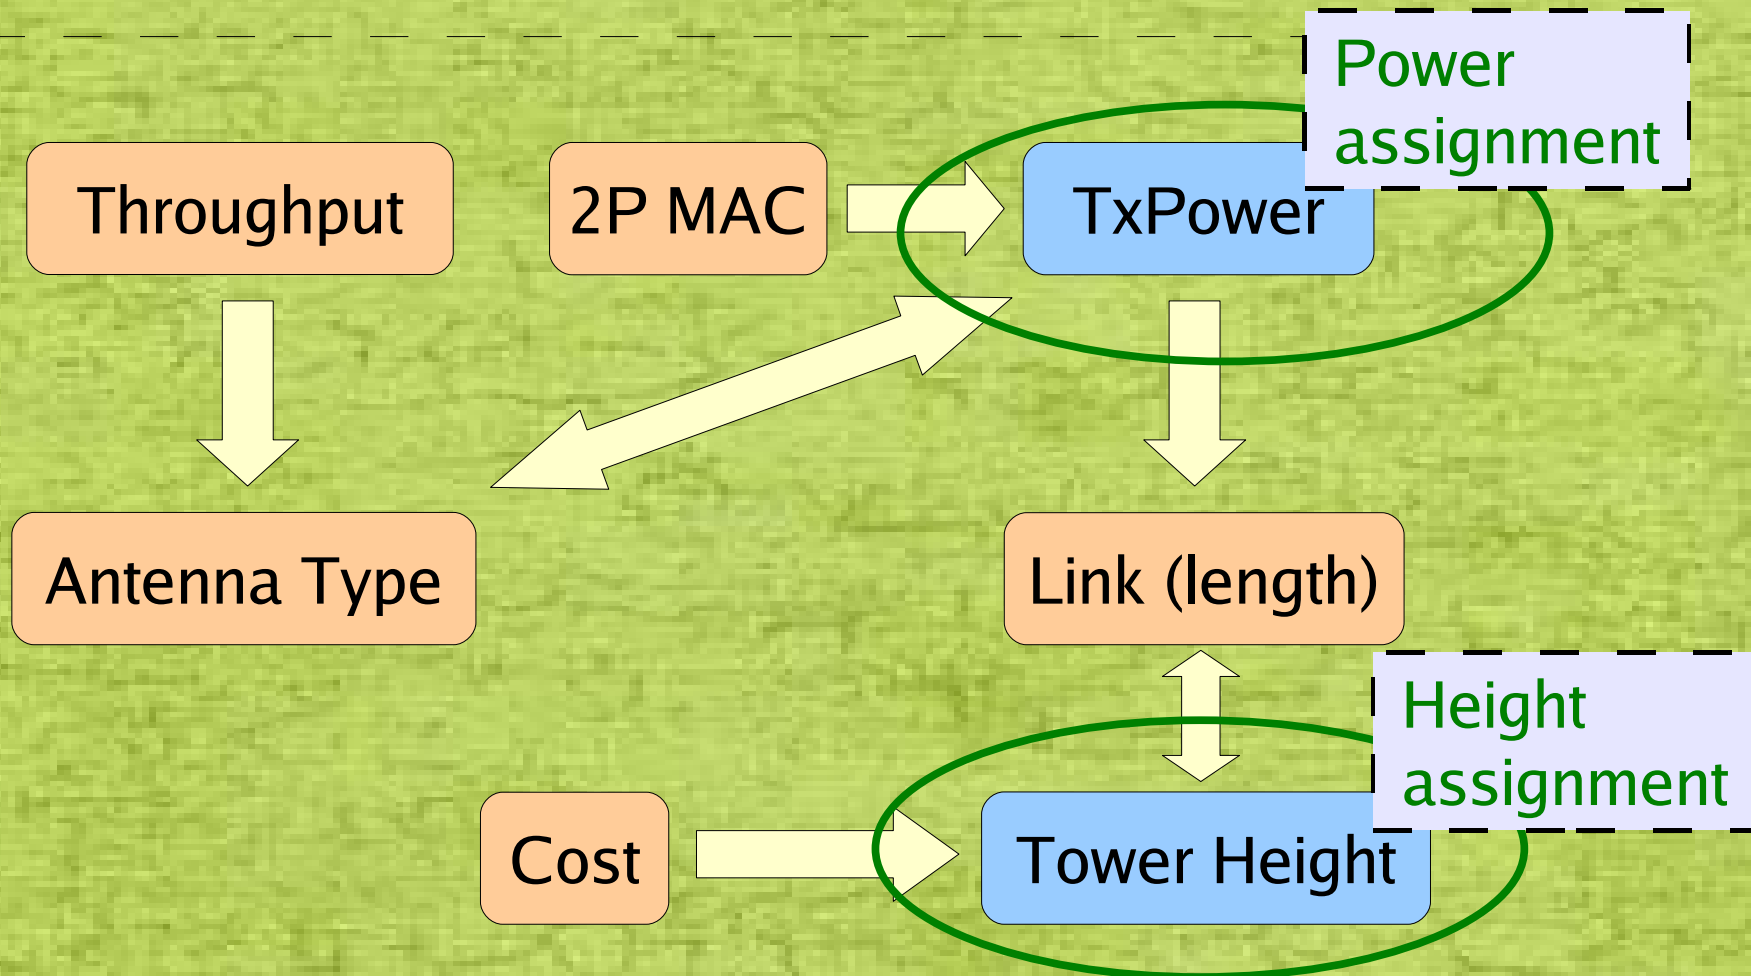 Power
assignment
Throughput
2P MAC
TxPower
Antenna Type
Link (length)
Height
assignment
Cost
Tower Height